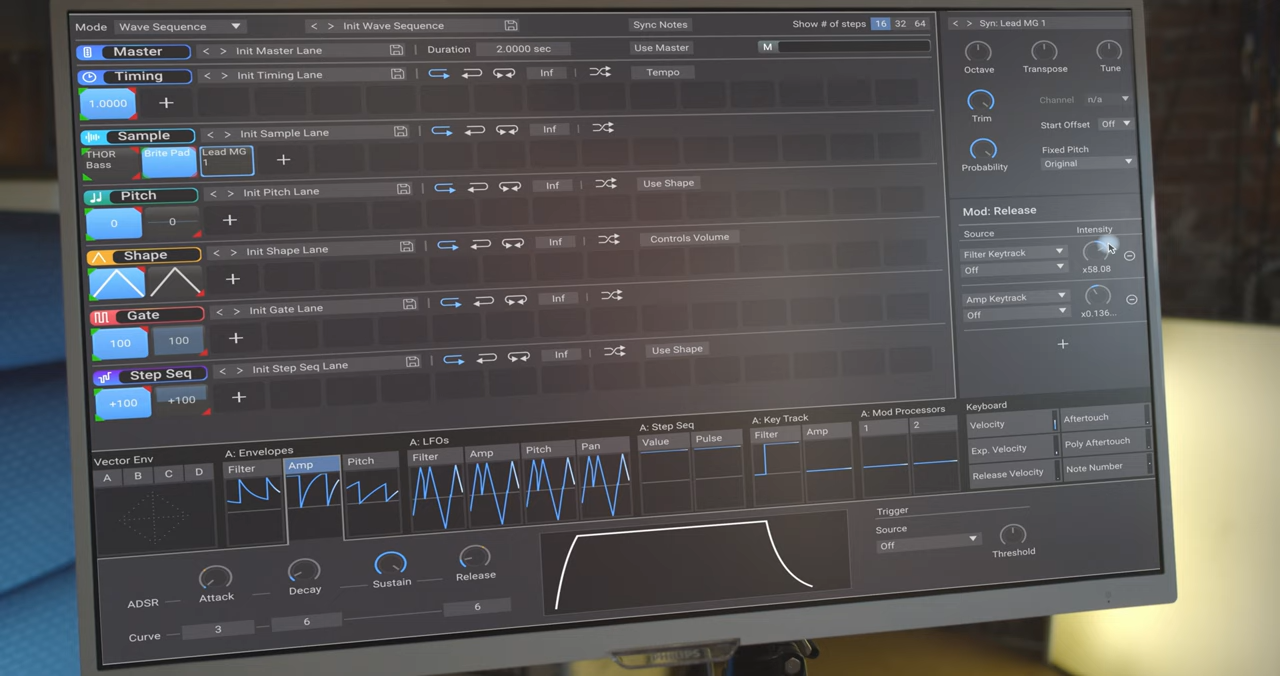 Mode Wave Sequence < > Init Wave Sequence Sync Notes Show # of steps 16 32 64
Master < > Init Master Lane Duration 2.0000 sec Use Master M
Timing < > Init Timing Lane Inf Tempo
1.0000 +
Sample < > Init Sample Lane Inf
THOR Brite Pad Lead MG
Bass 1 +
Pitch < > Init Pitch Lane Inf Use Shape
0 0 +
Shape < > Init Shape Lane Inf Controls Volume
+
Gate < > Init Gate Lane Inf
100 100 +
Step Seq < > Init Step Seq Lane Inf Use Shape
+100 +100 +
< > Syn: Lead MG 1
Octave Transpose Tune
Channel n/a
Trim
Start Offset Off
Fixed Pitch
Probability Original
Mod: Release
Source Intensity
Filter Keytrack
Off x58.08
Amp Keytrack
Off x0.136...
+
Vector Env
A B C D
A: Envelopes
Filter Amp Pitch
A: LFOs
Filter Amp Pitch Pan
A: Step Seq
Value Pulse
A: Key Track
Filter Amp
A: Mod Processors
1 2
Keyboard
Velocity Aftertouch
Exp. Velocity Poly Aftertouch
Release Velocity Note Number
ADSR Attack Decay Sustain Release
Curve 3 6 6
Trigger
Source
Off Threshold
PHILIPS